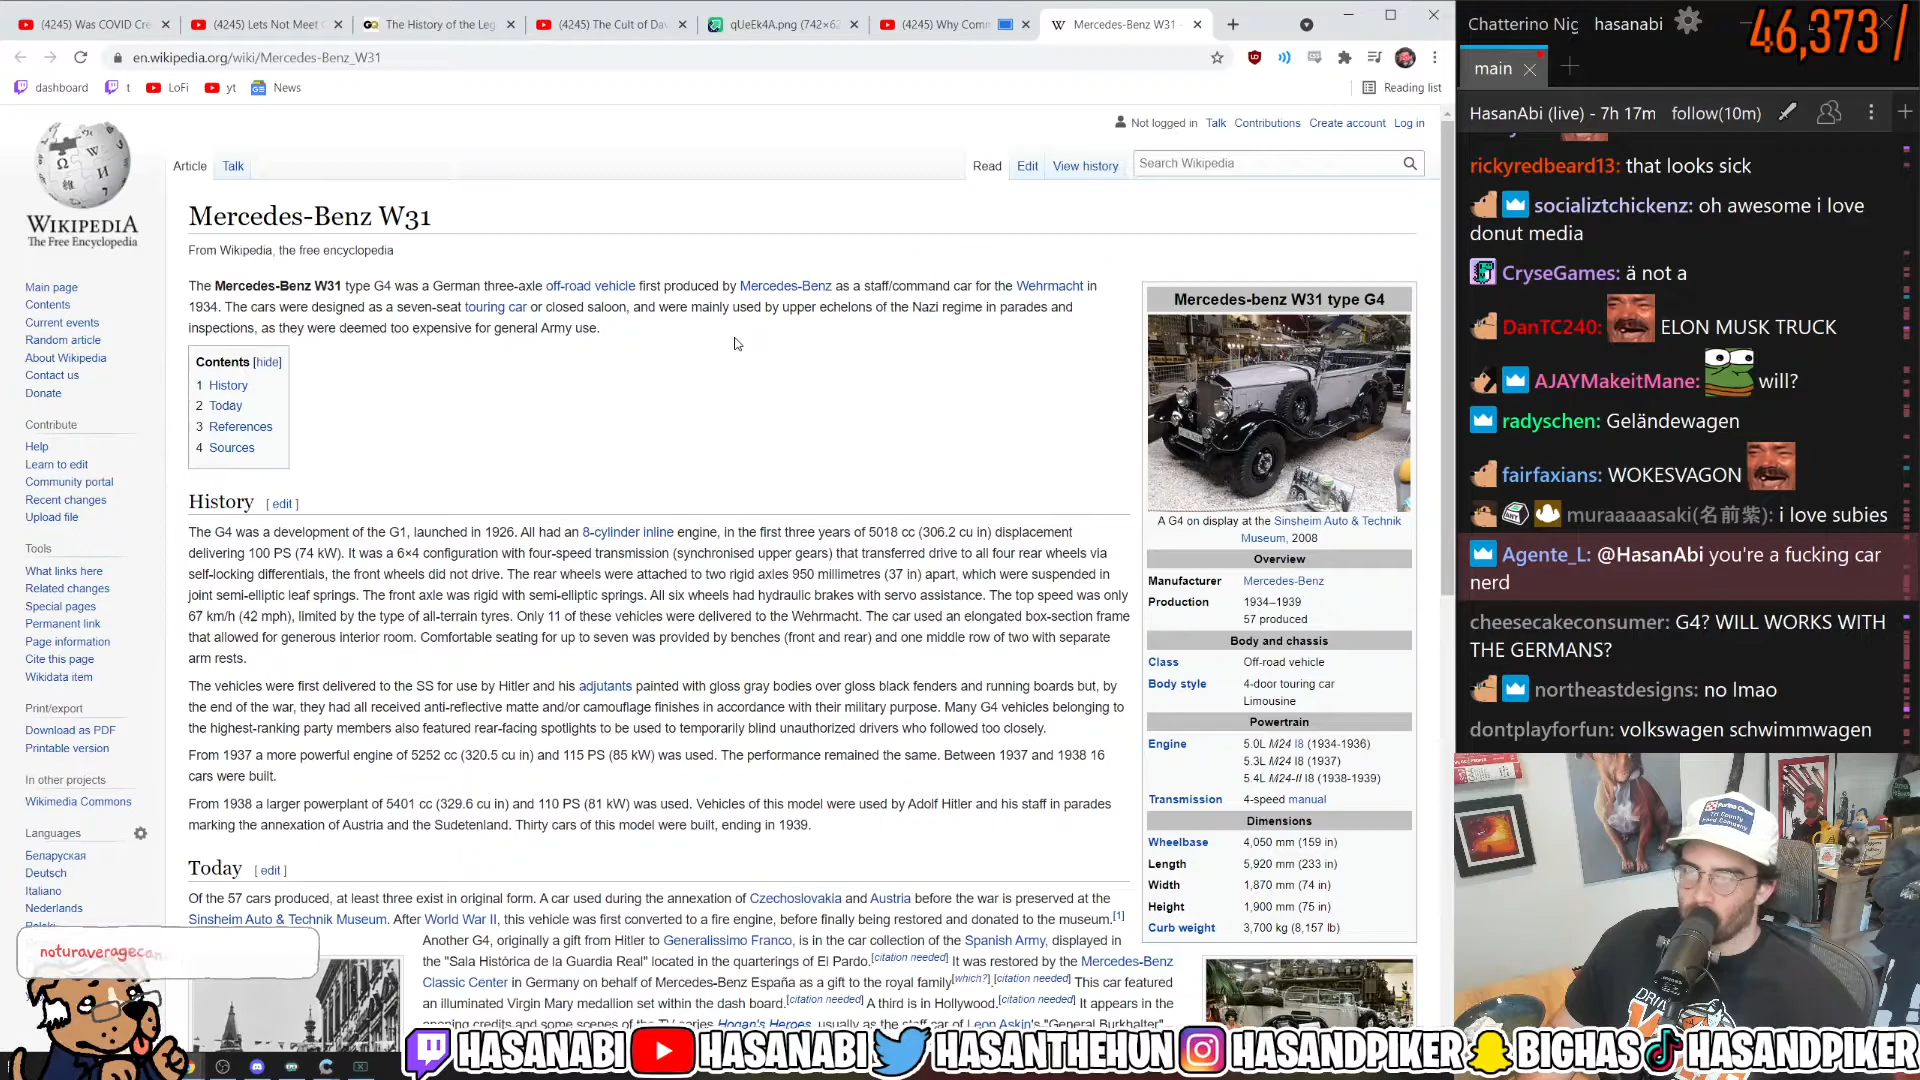 (4245) Was COVID Cre
(4245) Lets Not Meet
The History of the Leg
(4245) The Cult of Da
qUeEk4A.png (742×62
(4245) Why Comm
Mercedes-Benz W31 -
en.wikipedia.org/wiki/Mercedes-Benz_W31
dashboard
t
LoFi
yt
News
Reading list
Not logged in Talk Contributions Create account Log in
Article Talk
Read Edit View history
Search Wikipedia
WIKIPEDIA
The Free Encyclopedia
Main page
Contents
Current events
Random article
About Wikipedia
Contact us
Donate
Contribute
Help
Learn to edit
Community portal
Recent changes
Upload file
Tools
What links here
Related changes
Special pages
Permanent link
Page information
Cite this page
Wikidata item
Print/export
Download as PDF
Printable version
In other projects
Wikimedia Commons
Languages
Беларуская
Deutsch
Italiano
Nederlands
Mercedes-Benz W31
From Wikipedia, the free encyclopedia
The Mercedes-Benz W31 type G4 was a German three-axle off-road vehicle first produced by Mercedes-Benz as a staff/command car for the Wehrmacht in
1934. The cars were designed as a seven-seat touring car or closed saloon, and were mainly used by upper echelons of the Nazi regime in parades and
inspections, as they were deemed too expensive for general Army use.
Contents [hide]
1 History
2 Today
3 References
4 Sources
History [ edit ]
The G4 was a development of the G1, launched in 1926. All had an 8-cylinder inline engine, in the first three years of 5018 cc (306.2 cu in) displacement
delivering 100 PS (74 kW). It was a 6×4 configuration with four-speed transmission (synchronised upper gears) that transferred drive to all four rear wheels via
self-locking differentials, the front wheels did not drive. The rear wheels were attached to two rigid axles 950 millimetres (37 in) apart, which were suspended in
joint semi-elliptic leaf springs. The front axle was rigid with semi-elliptic springs. All six wheels had hydraulic brakes with servo assistance. The top speed was only
67 km/h (42 mph), limited by the type of all-terrain tyres. Only 11 of these vehicles were delivered to the Wehrmacht. The car used an elongated box-section frame
that allowed for generous interior room. Comfortable seating for up to seven was provided by benches (front and rear) and one middle row of two with separate
arm rests.
The vehicles were first delivered to the SS for use by Hitler and his adjutants painted with gloss gray bodies over gloss black fenders and running boards but, by
the end of the war, they had all received anti-reflective matte and/or camouflage finishes in accordance with their military purpose. Many G4 vehicles belonging to
the highest-ranking party members also featured rear-facing spotlights to be used to temporarily blind unauthorized drivers who followed too closely.
From 1937 a more powerful engine of 5252 cc (320.5 cu in) and 115 PS (85 kW) was used. The performance remained the same. Between 1937 and 1938 16
cars were built.
From 1938 a larger powerplant of 5401 cc (329.6 cu in) and 110 PS (81 kW) was used. Vehicles of this model were used by Adolf Hitler and his staff in parades
marking the annexation of Austria and the Sudetenland. Thirty cars of this model were built, ending in 1939.
Today [ edit ]
Of the 57 cars produced, at least three exist in original form. A car used during the annexation of Czechoslovakia and Austria before the war is preserved at the
Sinsheim Auto & Technik Museum. After World War II, this vehicle was first converted to a fire engine, before finally being restored and donated to the museum.[1]
Another G4, originally a gift from Hitler to Generalissimo Franco, is in the car collection of the Spanish Army, displayed in
the "Sala Histórica de la Guardia Real" located in the quarterings of El Pardo.[citation needed] It was restored by the Mercedes-Benz
Classic Center in Germany on behalf of Mercedes-Benz España as a gift to the royal family[which?].[citation needed] This car featured
an illuminated Virgin Mary medallion set within the dash board.[citation needed] A third is in Hollywood.[citation needed] It appears in the
opening credits and some scenes of the TV series Hogan's Heroes, usually as the staff car of Leon Askin's "General Burkhalter"
Mercedes-benz W31 type G4
A G4 on display at the Sinsheim Auto & Technik
Museum, 2008
Overview
Manufacturer Mercedes-Benz
Production 1934–1939
57 produced
Body and chassis
Class Off-road vehicle
Body style 4-door touring car
Limousine
Powertrain
Engine 5.0L M24 I8 (1934-1936)
5.3L M24 I8 (1937)
5.4L M24-II I8 (1938-1939)
Transmission 4-speed manual
Dimensions
Wheelbase 4,050 mm (159 in)
Length 5,920 mm (233 in)
Width 1,870 mm (74 in)
Height 1,900 mm (75 in)
Curb weight 3,700 kg (8,157 lb)
noturaverageca
Chatterino Nig hasanabi
46,373 /
main
HasanAbi (live) - 7h 17m follow(10m)
rickyredbeard13: that looks sick
socializtchickenz: oh awesome i love
donut media
CryseGames: ä not a
DanTC240: ELON MUSK TRUCK
AJAYMakeitMane: will?
radyschen: Geländewagen
fairfaxians: WOKESVAGON
muraaaaasaki(名前紫): i love subies
Agente_L: @HasanAbi you're a fucking car
nerd
cheesecakeconsumer: G4? WILL WORKS WITH
THE GERMANS?
northeastdesigns: no lmao
dontplayforfun: volkswagen schwimmwagen
HASANABI HASANABI HASANTHEHUN HASANDPIKER BIGHAS HASANDPIKER